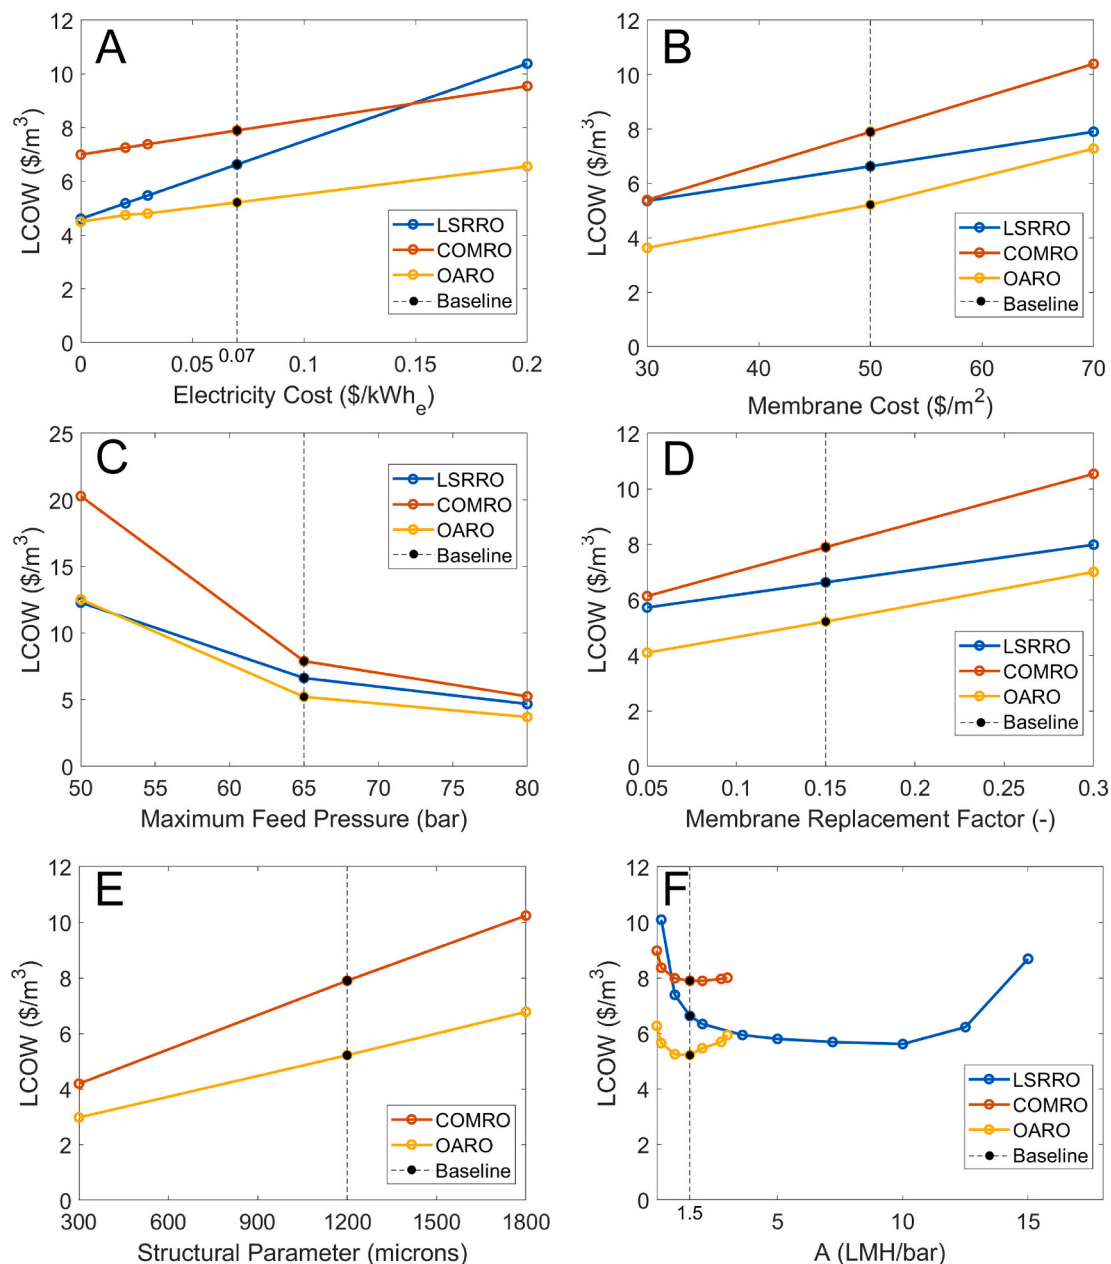 A
12
10
8
6
4
2
0
LCOW ($/m³)
0
0.05
0.07
0.1
0.15
0.2
Electricity Cost ($/kWhₑ)
LSRRO
COMRO
OARO
Baseline
B
12
10
8
6
4
2
0
LCOW ($/m³)
30
40
50
60
70
Membrane Cost ($/m²)
LSRRO
COMRO
OARO
Baseline
C
25
20
15
10
5
0
LCOW ($/m³)
50
55
60
65
70
75
80
Maximum Feed Pressure (bar)
LSRRO
COMRO
OARO
Baseline
D
12
10
8
6
4
2
0
LCOW ($/m³)
0.05
0.1
0.15
0.2
0.25
0.3
Membrane Replacement Factor (-)
LSRRO
COMRO
OARO
Baseline
E
12
10
8
6
4
2
0
LCOW ($/m³)
300
600
900
1200
1500
1800
Structural Parameter (microns)
COMRO
OARO
Baseline
F
12
10
8
6
4
2
0
LCOW ($/m³)
1.5
5
10
15
A (LMH/bar)
LSRRO
COMRO
OARO
Baseline